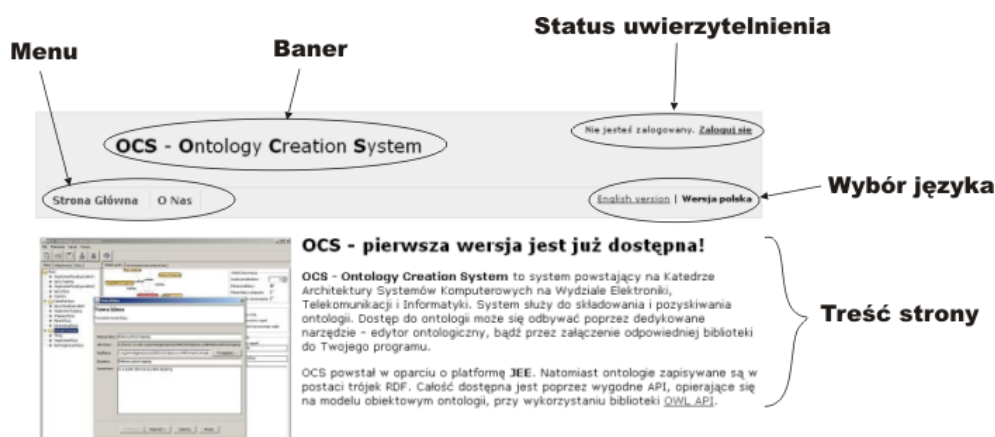 Status uwierzytelnienia
Menu
Baner
Nie jesteś zalogowany. Zaloguj się
OCS - Ontology Creation System
Wybór języka
Strona Główna O Nas
English version | Wersja polska
OCS - pierwsza wersja jest już dostępna!
OCS - Ontology Creation System to system powstający na Katedrze
Architektury Systemów Komputerowych na Wydziale Elektroniki,
Telekomunikacji i Informatyki. System służy do składowania i pozyskiwania
ontologii. Dostęp do ontologii może się odbywać poprzez dedykowane
narzędzie - edytor ontologiczny, bądź przez załączenie odpowiedniej biblioteki
do Twojego programu.
Treść strony
OCS powstał w oparciu o platformę JEE. Natomiast ontologie zapisywane są w
postaci trójek RDF. Całość dostępna jest poprzez wygodne API, opierające się
na modelu obiektowym ontologii, przy wykorzystaniu biblioteki OWL API.